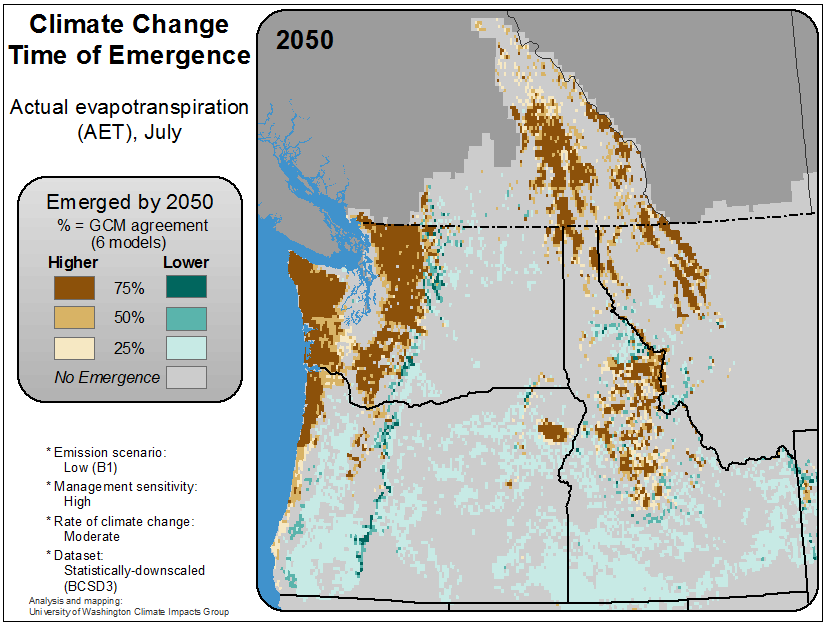 Climate Change
Time of Emergence
Actual evapotranspiration
(AET), July
Emerged by 2050
% = GCM agreement
(6 models)
Higher Lower
75%
50%
25%
No Emergence
* Emission scenario:
Low (B1)
* Management sensitivity:
High
* Rate of climate change:
Moderate
* Dataset:
Statistically-downscaled
(BCSD3)
Analysis and mapping:
University of Washington Climate Impacts Group
2050